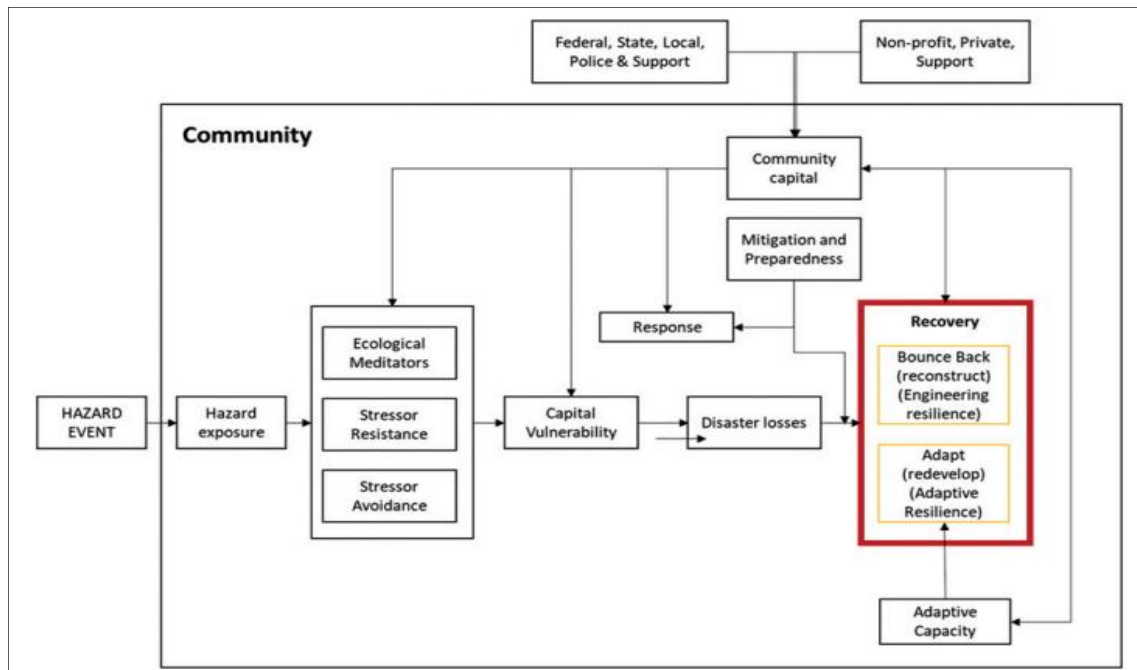 Federal, State, Local,
Police & Support
Non-profit, Private,
Support
Community
Community
capital
Mitigation and
Preparedness
Response
Recovery
Bounce Back
(reconstruct)
(Engineering
resilience)
Adapt
(redevelop)
(Adaptive
Resilience)
Ecological
Meditators
Stressor
Resistance
Stressor
Avoidance
HAZARD
EVENT
Hazard
exposure
Capital
Vulnerability
Disaster losses
Adaptive
Capacity